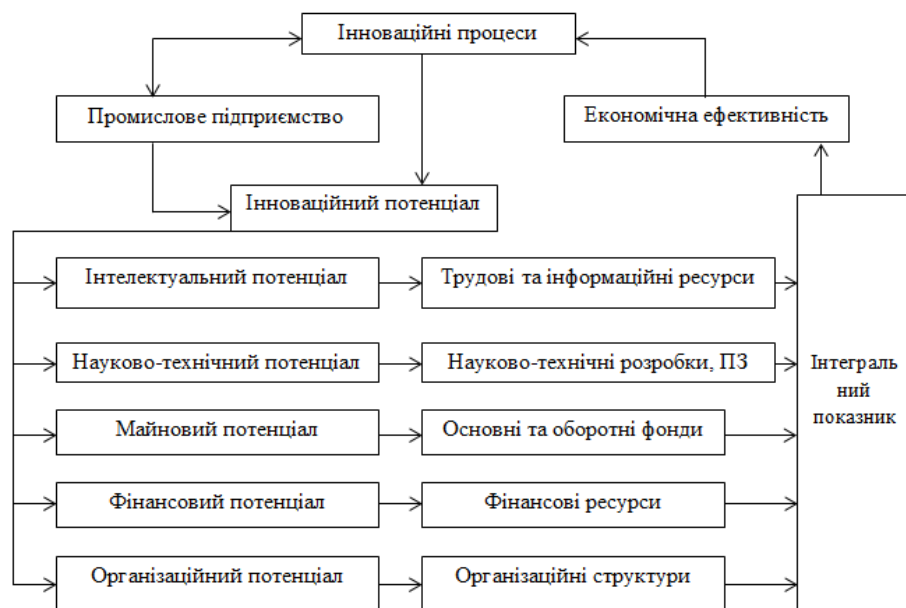 Інноваційні процеси
Промислове підприємство
Економічна ефективність
Інноваційний потенціал
Інтелектуальний потенціал
Трудові та інформаційні ресурси
Науково-технічний потенціал
Науково-технічні розробки, ПЗ
Майновий потенціал
Основні та оборотні фонди
Фінансовий потенціал
Фінансові ресурси
Організаційний потенціал
Організаційні структури
Інтеграль
ний
показник